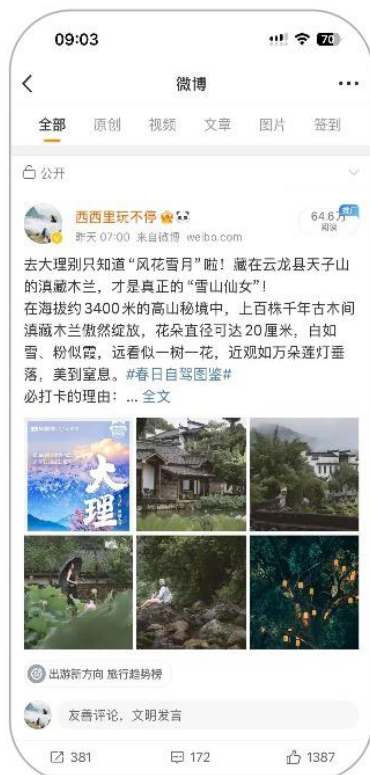 09:03
70
微博
全部 原创 视频 文章 图片 签到
公开
西西里玩不停
64.6万
推广
阅读
昨天 07:00 来自微博 weibo.com
去大理别只知道“风花雪月”啦！藏在云龙县天子山
的滇藏木兰，才是真正的“雪山仙女”！
在海拔约3400米的高山秘境中，上百株千年古木间
滇藏木兰傲然绽放，花朵直径可达20厘米，白如
雪、粉似霞，远看似一树一花，近观如万朵莲灯垂
落，美到窒息。#春日自驾图鉴#
必打卡的理由：... 全文
大理
出游新方向 旅行趋势榜
友善评论、文明发言
381 172 1387